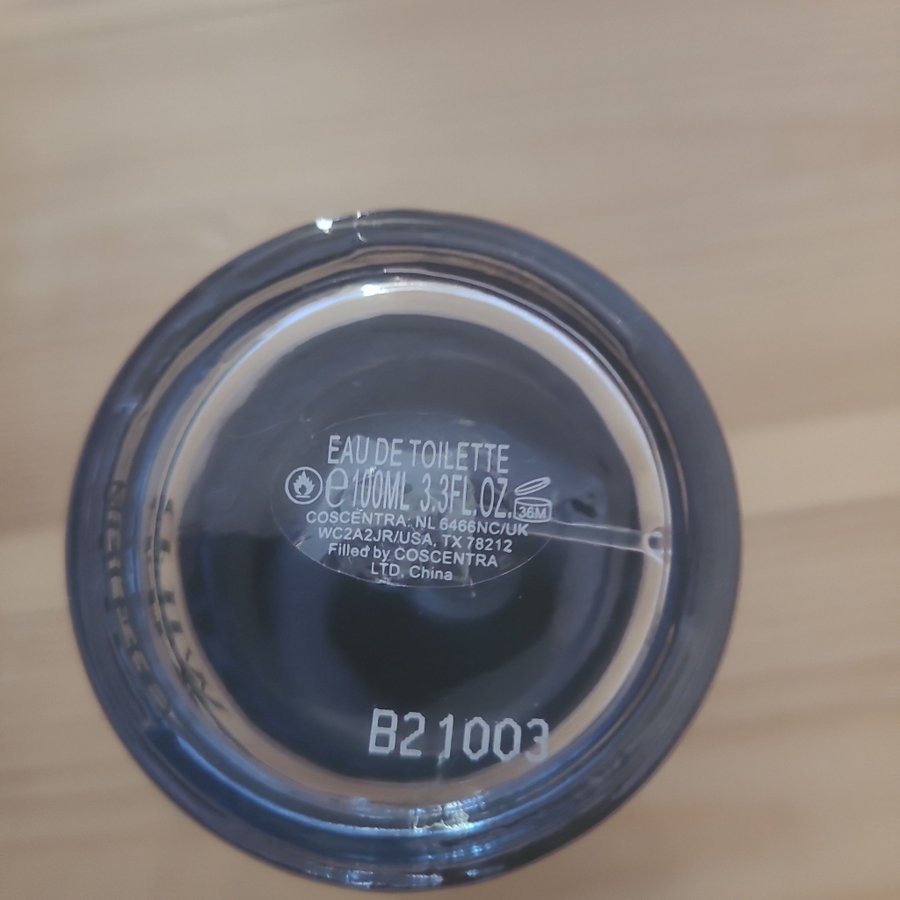 EAU DE TOILETTE
℮100ML 3.3FL.OZ. 36M
COSCENTRA: NL 6466NC/UK
WC2A2JR/USA, TX 78212
Filled by COSCENTRA
LTD, China
B21003